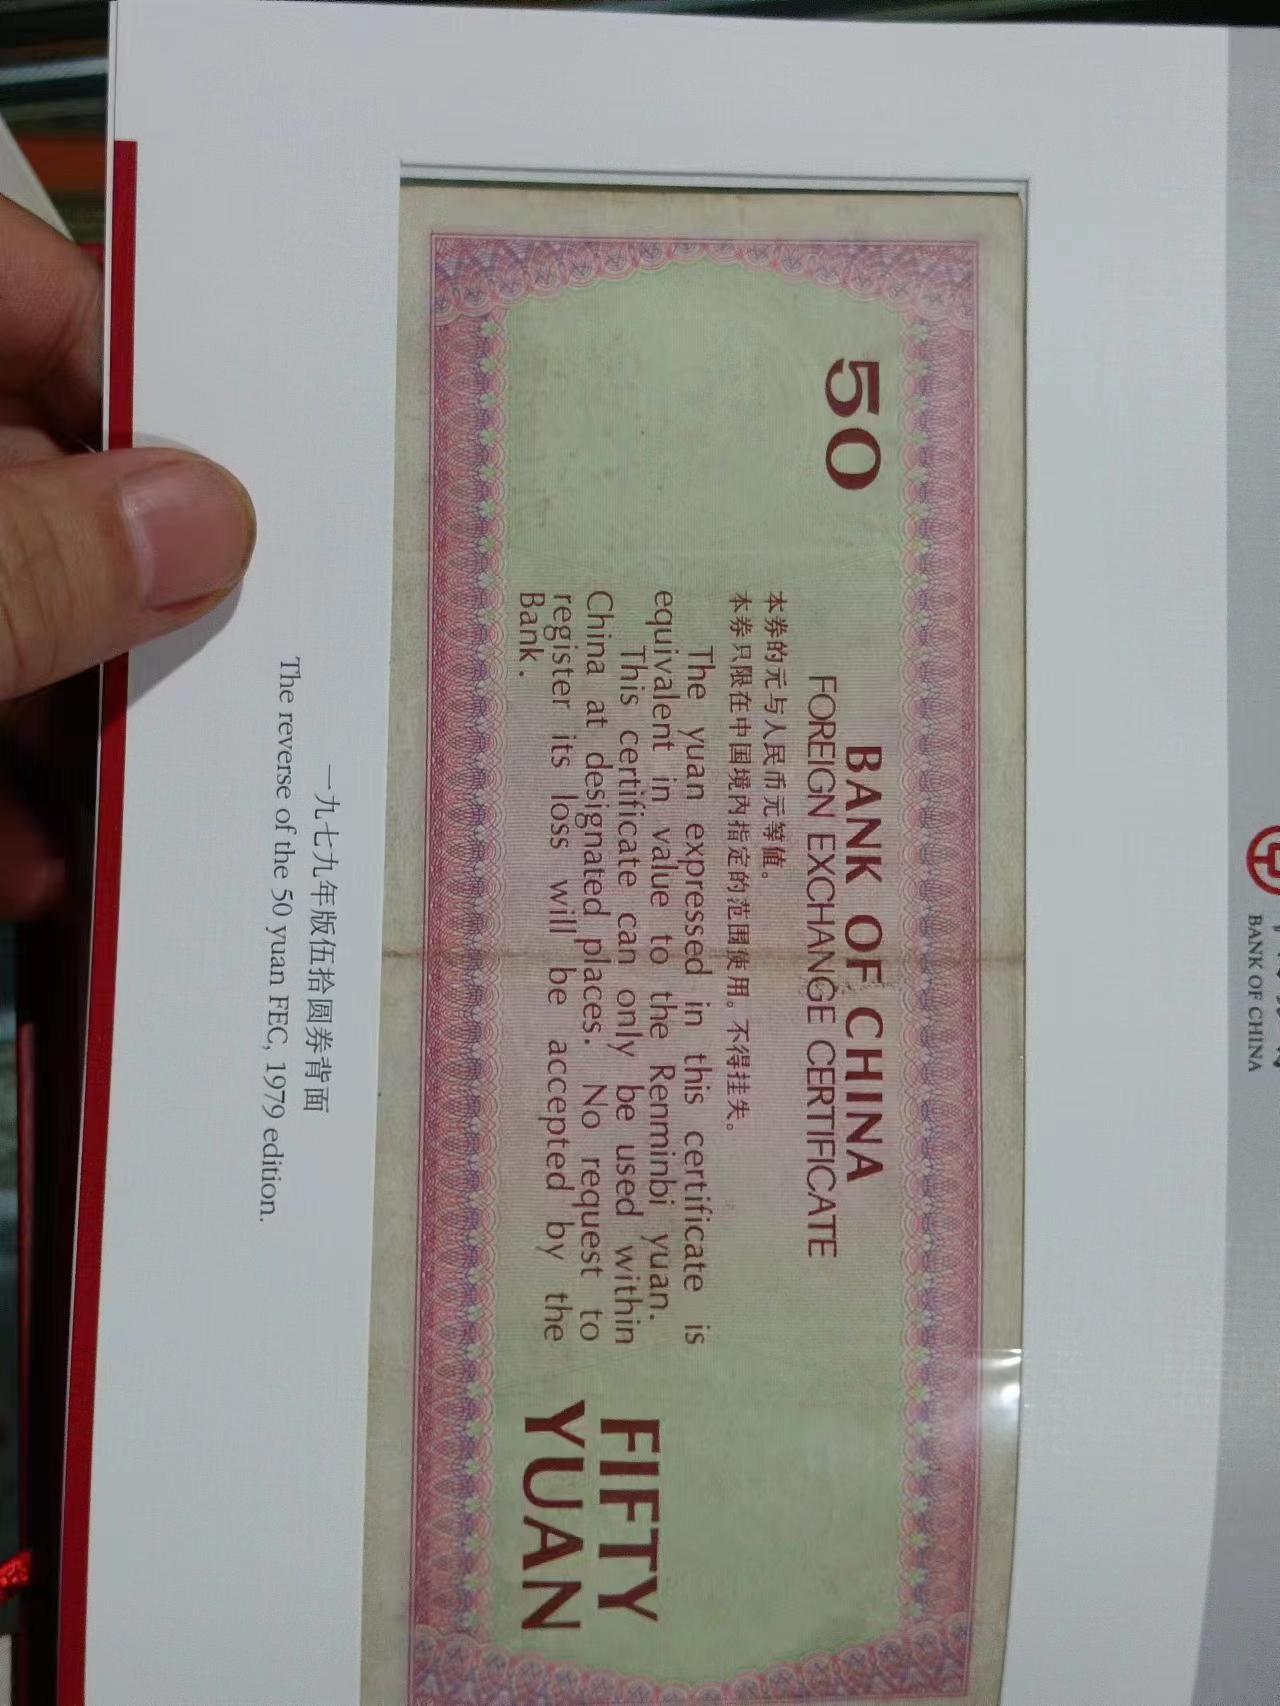 BANK OF CHINA
50
BANK OF CHINA
FOREIGN EXCHANGE CERTIFICATE
本券的元与人民币元等值。
本券只限在中国境内指定的范围使用。不得挂失。
The yuan expressed in this certificate is
equivalent in value to the Renminbi yuan.
This certificate can only be used within
China at designated places. No request to
register its loss will be accepted by the
Bank.
FIFTY
YUAN
一九七九年版伍拾圆券背面
The reverse of the 50 yuan FEC, 1979 edition.